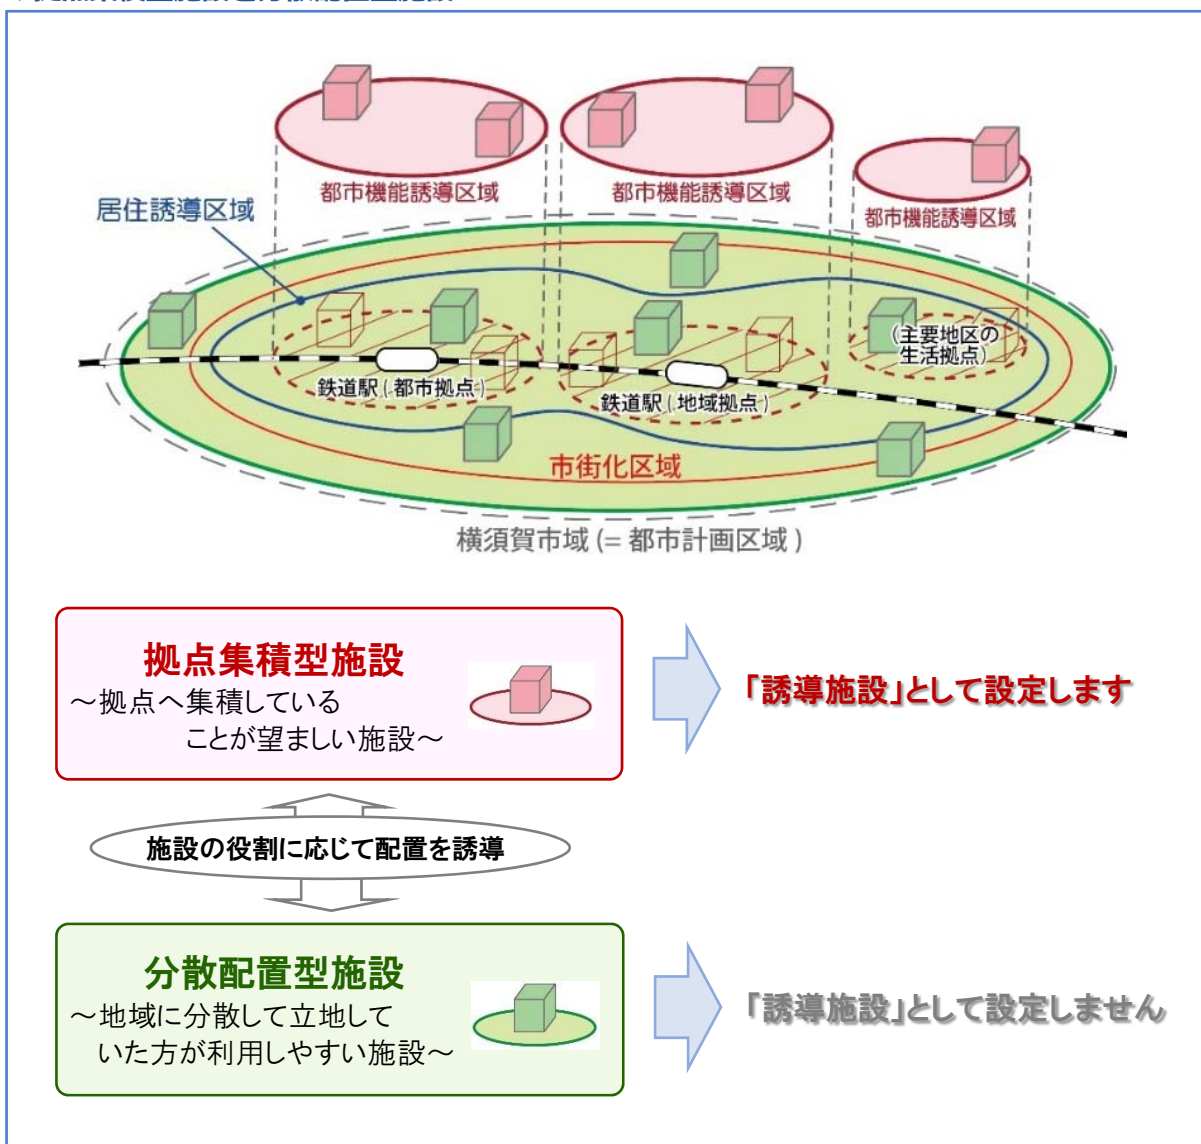 都市機能誘導区域
都市機能誘導区域
都市機能誘導区域
居住誘導区域
(主要地区の
生活拠点)
鉄道駅(都市拠点)
鉄道駅(地域拠点)
市街化区域
横須賀市域(=都市計画区域)
拠点集積型施設
～拠点へ集積している
ことが望ましい施設～
「誘導施設」として設定します
施設の役割に応じて配置を誘導
分散配置型施設
～地域に分散して立地して
いた方が利用しやすい施設～
「誘導施設」として設定しません